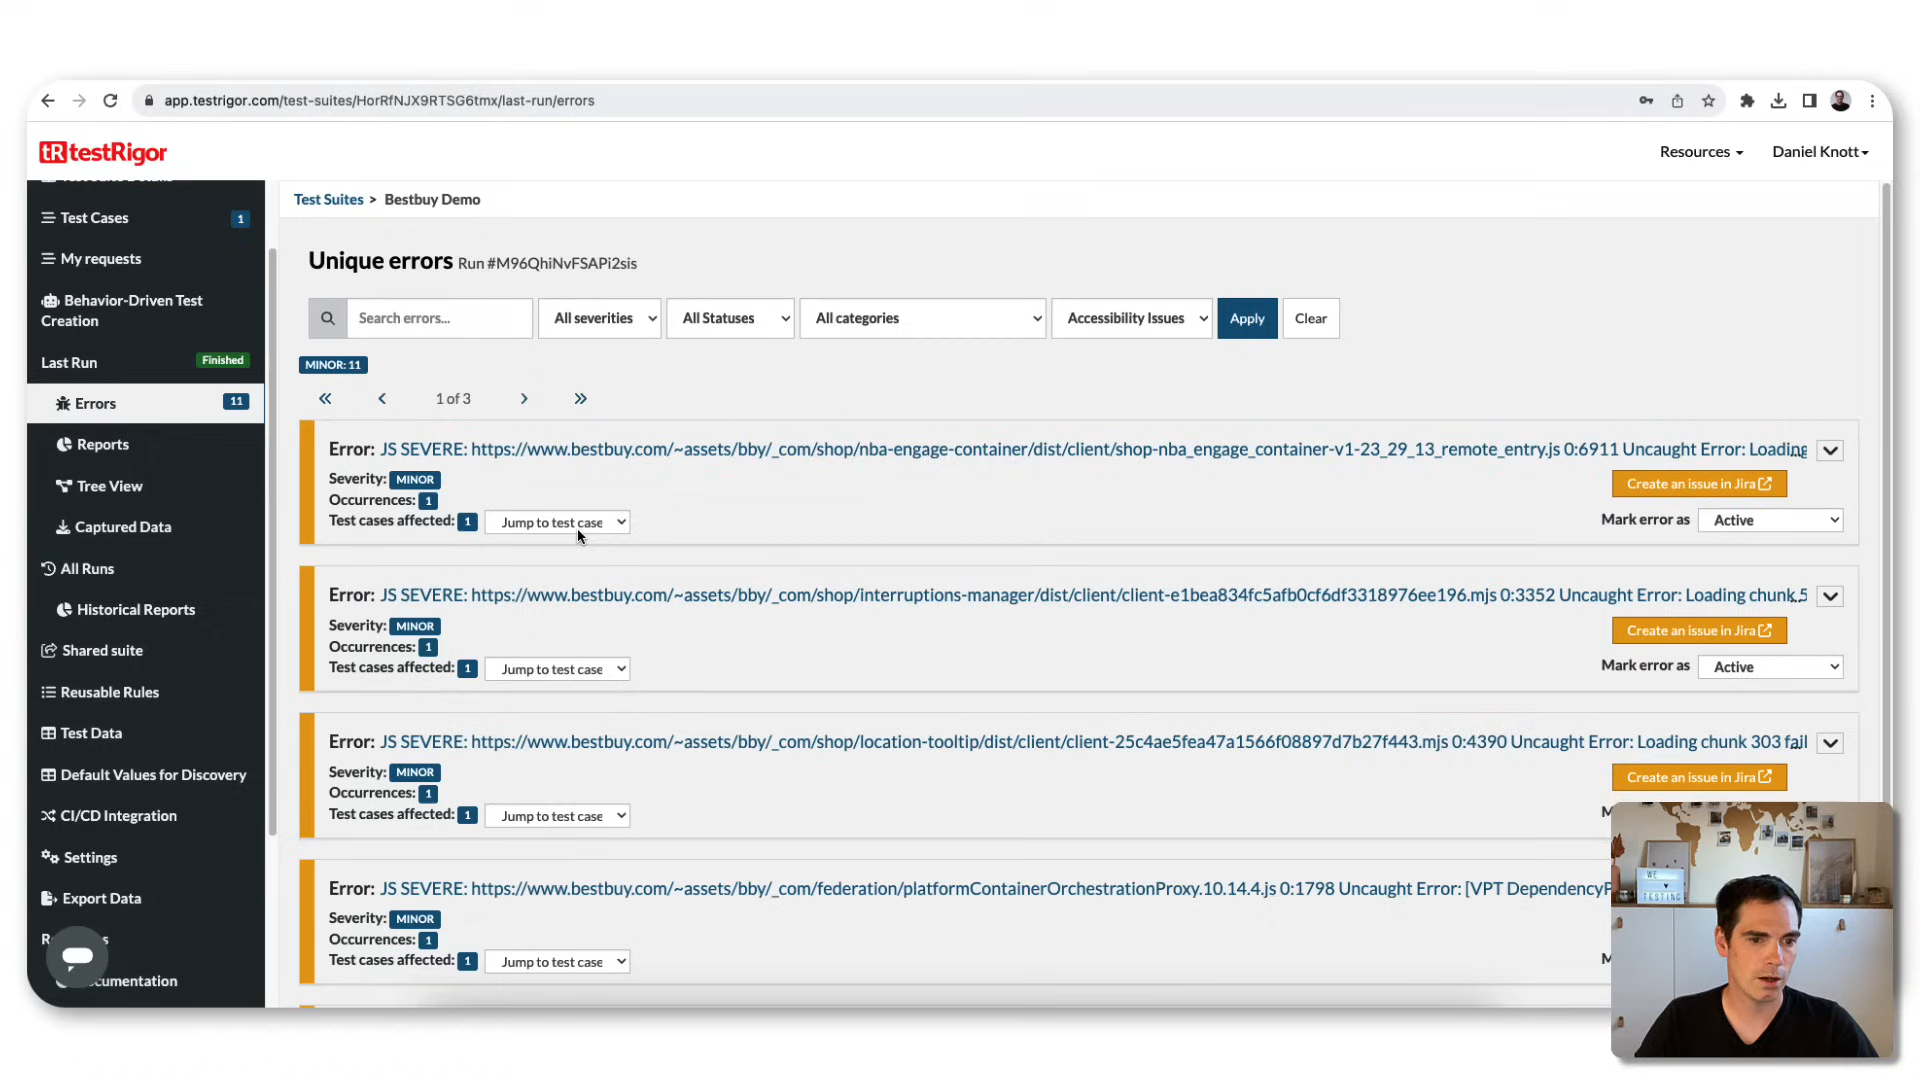 app.testrigor.com/test-suites/HorRfNJX9RTSG6tmx/last-run/errors
tR testRigor
Resources
Daniel Knott
Test Cases 1
My requests
Behavior-Driven Test
Creation
Last Run Finished
Errors 11
Reports
Tree View
Captured Data
All Runs
Historical Reports
Shared suite
Reusable Rules
Test Data
Default Values for Discovery
CI/CD Integration
Settings
Export Data
Test Suites > Bestbuy Demo
Unique errors Run #M96QhiNvFSAPi2sis
Search errors... All severities All Statuses All categories Accessibility Issues Apply Clear
MINOR: 11
« ‹ 1 of 3 › »
Error: JS SEVERE: https://www.bestbuy.com/~assets/bby/_com/shop/nba-engage-container/dist/client/shop-nba_engage_container-v1-23_29_13_remote_entry.js 0:6911 Uncaught Error: Loading...
Severity: MINOR
Create an issue in Jira
Occurrences: 1
Test cases affected: 1 Jump to test case
Mark error as Active
Error: JS SEVERE: https://www.bestbuy.com/~assets/bby/_com/shop/interruptions-manager/dist/client/client-e1bea834fc5afb0cf6df3318976ee196.mjs 0:3352 Uncaught Error: Loading chunk 5...
Severity: MINOR
Create an issue in Jira
Occurrences: 1
Test cases affected: 1 Jump to test case
Mark error as Active
Error: JS SEVERE: https://www.bestbuy.com/~assets/bby/_com/shop/location-tooltip/dist/client/client-25c4ae5fea47a1566f08897d7b27f443.mjs 0:4390 Uncaught Error: Loading chunk 303 fail...
Severity: MINOR
Create an issue in Jira
Occurrences: 1
Test cases affected: 1 Jump to test case
M
Error: JS SEVERE: https://www.bestbuy.com/~assets/bby/_com/federation/platformContainerOrchestrationProxy.10.14.4.js 0:1798 Uncaught Error: [VPT DependencyP
Severity: MINOR
Occurrences: 1
Test cases affected: 1 Jump to test case
M
WE
TESTING